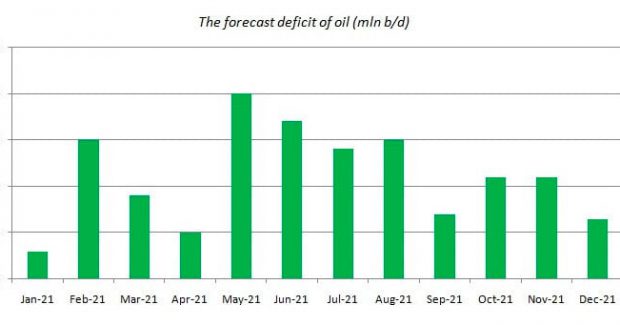 The forecast deficit of oil (mln b/d)
Jan-21 Feb-21 Mar-21 Apr-21 May-21 Jun-21 Jul-21 Aug-21 Sep-21 Oct-21 Nov-21 Dec-21